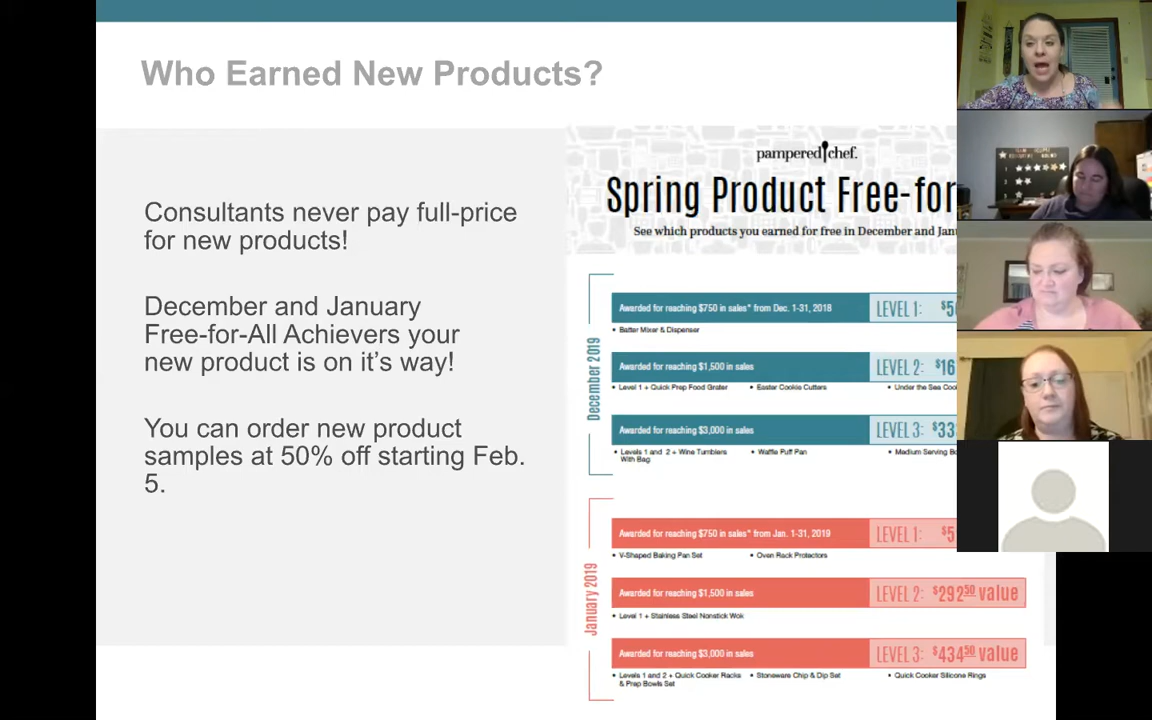 Who Earned New Products?
Consultants never pay full-price
for new products!
December and January
Free-for-All Achievers your
new product is on it's way!
You can order new product
samples at 50% off starting Feb.
5.
pampered chef.
Spring Product Free-for
See which products you earned for free in December and
December 2019
Awarded for reaching $750 in sales* from Dec. 1-31, 2018
LEVEL 1:
• Batter Mixer & Dispenser
Awarded for reaching $1,500 in sales
LEVEL 2: $16
• Level 1 + Quick Prep Food Grater • Easter Cookie Cutters • Under the Sea
Awarded for reaching $3,000 in sales
LEVEL 3: $33
• Levels 1 and 2 + Wine Tumblers • Waffle Puff Pan • Medium Serving
With Bag
January 2019
Awarded for reaching $750 in sales* from Jan. 1-31, 2019
LEVEL 1:
• V-Shaped Baking Pan Set • Oven Rack Protectors
Awarded for reaching $1,500 in sales
LEVEL 2: $29250 value
• Level 1 + Stainless Steel Nonstick Wok
Awarded for reaching $3,000 in sales
LEVEL 3: $43450 value
• Levels 1 and 2 + Quick Cooker Racks • Stoneware Chip & Dip Set • Quick Cooker Silicone Rings
& Prep Bowls Set